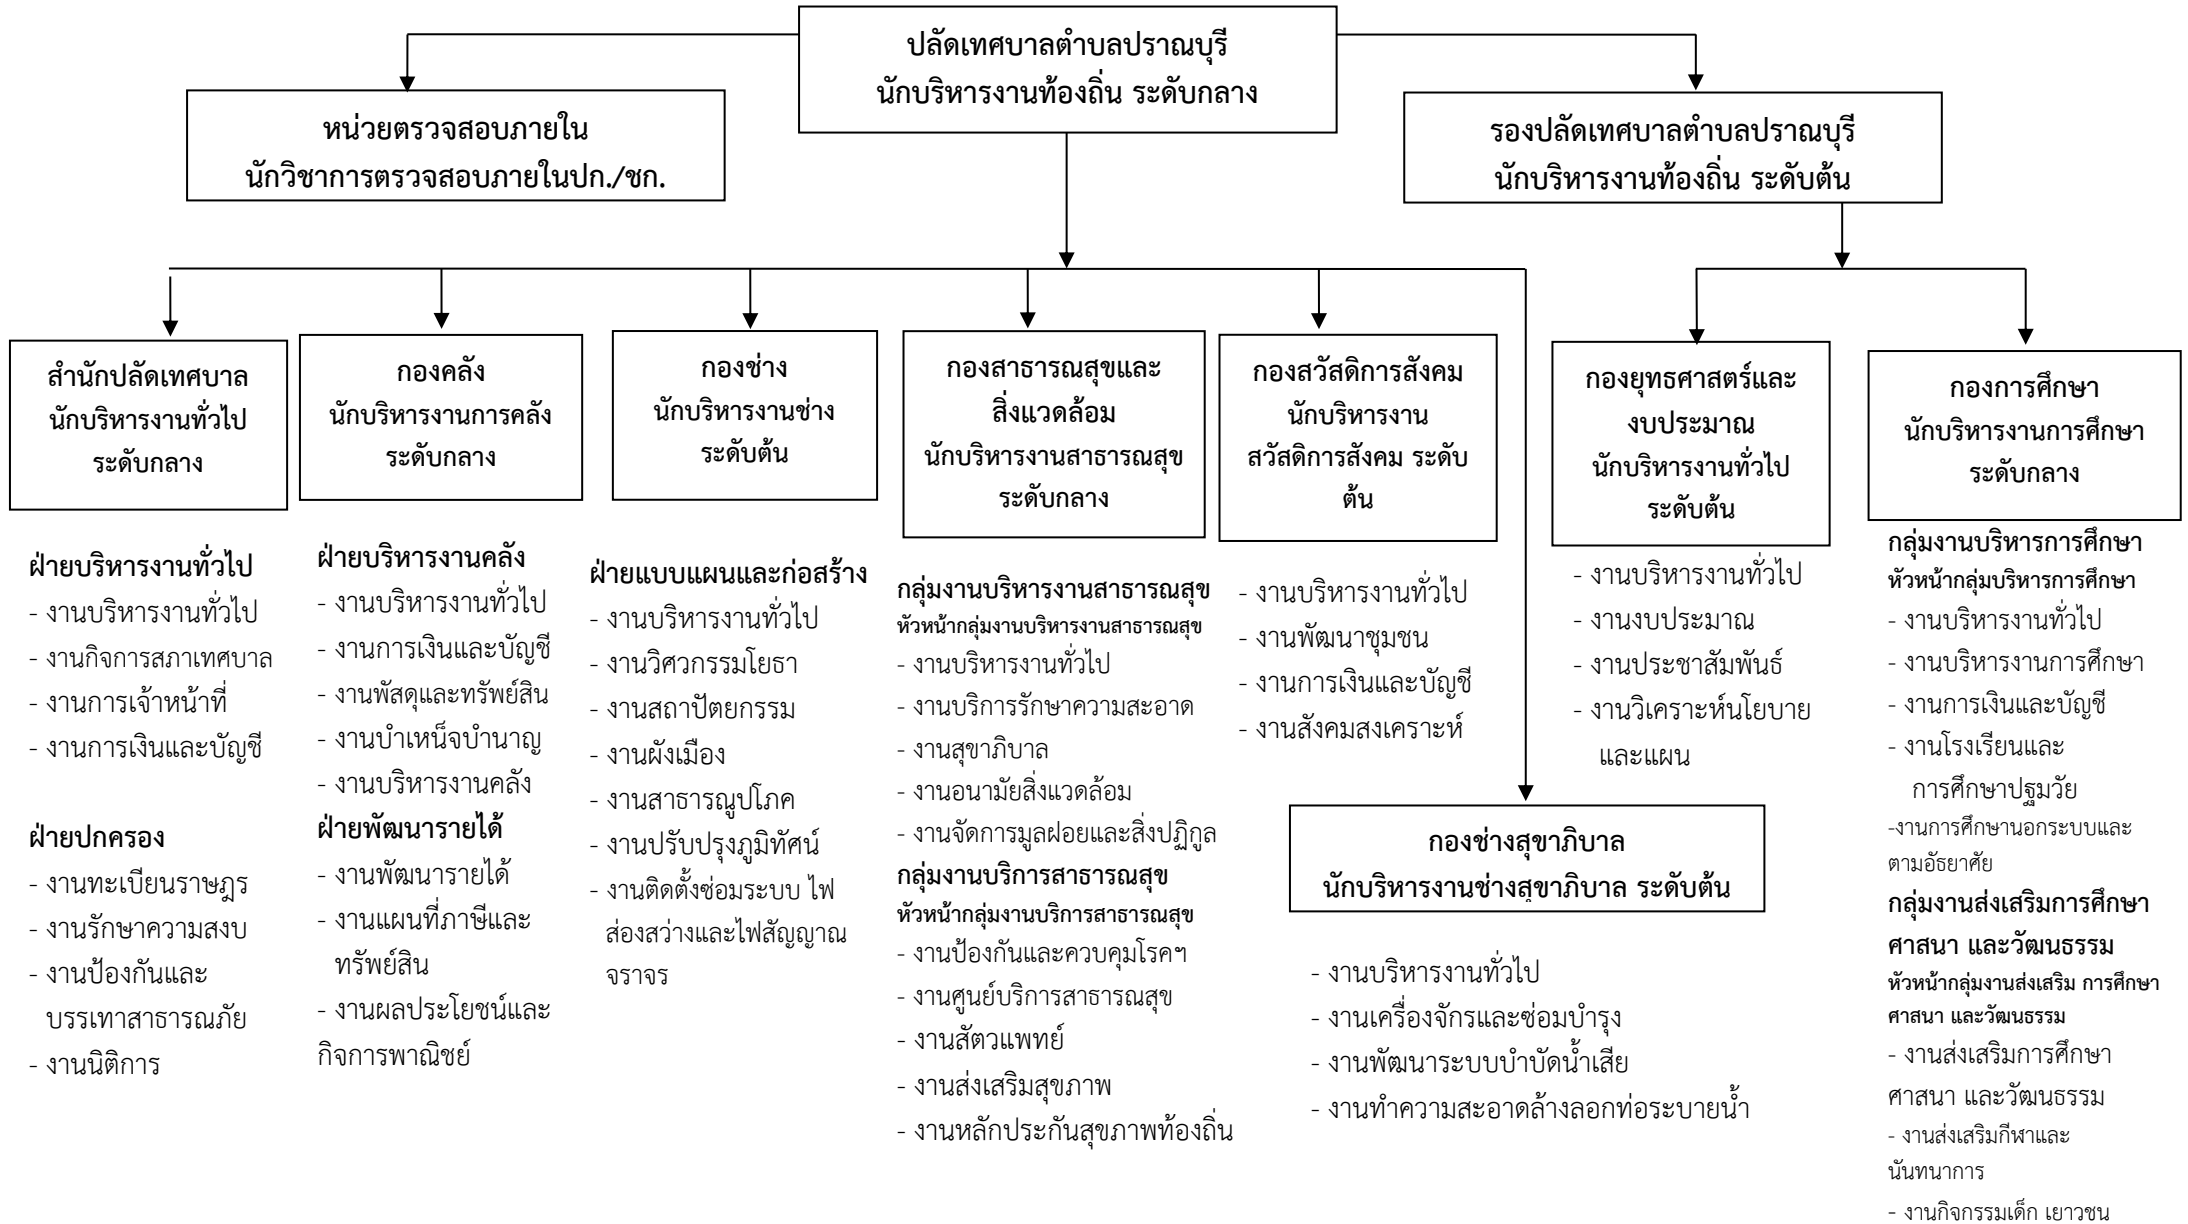 ปลัดเทศบาลตำบลปราณบุรี
นักบริหารงานท้องถิ่น ระดับกลาง
หน่วยตรวจสอบภายใน
นักวิชาการตรวจสอบภายในปก./ชก.
รองปลัดเทศบาลตำบลปราณบุรี
นักบริหารงานท้องถิ่น ระดับต้น
สำนักปลัดเทศบาล
นักบริหารงานทั่วไป
ระดับกลาง
ฝ่ายบริหารงานทั่วไป
- งานบริหารงานทั่วไป
- งานกิจการสภาเทศบาล
- งานการเจ้าหน้าที่
- งานการเงินและบัญชี
ฝ่ายปกครอง
- งานทะเบียนราษฎร
- งานรักษาความสงบ
- งานป้องกันและ
บรรเทาสาธารณภัย
- งานนิติการ
กองคลัง
นักบริหารงานการคลัง
ระดับกลาง
ฝ่ายบริหารงานคลัง
- งานบริหารงานทั่วไป
- งานการเงินและบัญชี
- งานพัสดุและทรัพย์สิน
- งานบำเหน็จบำนาญ
- งานบริหารงานคลัง
ฝ่ายพัฒนารายได้
- งานพัฒนารายได้
- งานแผนที่ภาษีและ
ทรัพย์สิน
- งานผลประโยชน์และ
กิจการพาณิชย์
กองช่าง
นักบริหารงานช่าง
ระดับต้น
ฝ่ายแบบแผนและก่อสร้าง
- งานบริหารงานทั่วไป
- งานวิศวกรรมโยธา
- งานสถาปัตยกรรม
- งานผังเมือง
- งานสาธารณูปโภค
- งานปรับปรุงภูมิทัศน์
- งานติดตั้งซ่อมระบบ ไฟ
ส่องสว่างและไฟสัญญาณ
จราจร
กองสาธารณสุขและ
สิ่งแวดล้อม
นักบริหารงานสาธารณสุข
ระดับกลาง
กลุ่มงานบริหารงานสาธารณสุข
หัวหน้ากลุ่มงานบริหารงานสาธารณสุข
- งานบริหารงานทั่วไป
- งานบริการรักษาความสะอาด
- งานสุขาภิบาล
- งานอนามัยสิ่งแวดล้อม
- งานจัดการมูลฝอยและสิ่งปฏิกูล
กลุ่มงานบริการสาธารณสุข
หัวหน้ากลุ่มงานบริการสาธารณสุข
- งานป้องกันและควบคุมโรคฯ
- งานศูนย์บริการสาธารณสุข
- งานสัตวแพทย์
- งานส่งเสริมสุขภาพ
- งานหลักประกันสุขภาพท้องถิ่น
กองสวัสดิการสังคม
นักบริหารงาน
สวัสดิการสังคม ระดับ
ต้น
- งานบริหารงานทั่วไป
- งานพัฒนาชุมชน
- งานการเงินและบัญชี
- งานสังคมสงเคราะห์
กองช่างสุขาภิบาล
นักบริหารงานช่างสุขาภิบาล ระดับต้น
- งานบริหารงานทั่วไป
- งานเครื่องจักรและซ่อมบำรุง
- งานพัฒนาระบบบำบัดน้ำเสีย
- งานทำความสะอาดล้างลอกท่อระบายน้ำ
กองยุทธศาสตร์และ
งบประมาณ
นักบริหารงานทั่วไป
ระดับต้น
- งานบริหารงานทั่วไป
- งานงบประมาณ
- งานประชาสัมพันธ์
- งานวิเคราะห์นโยบาย
และแผน
กองการศึกษา
นักบริหารงานการศึกษา
ระดับกลาง
กลุ่มงานบริหารการศึกษา
หัวหน้ากลุ่มบริหารการศึกษา
- งานบริหารงานทั่วไป
- งานบริหารงานการศึกษา
- งานการเงินและบัญชี
- งานโรงเรียนและ
การศึกษาปฐมวัย
-งานการศึกษานอกระบบและ
ตามอัธยาศัย
กลุ่มงานส่งเสริมการศึกษา
ศาสนา และวัฒนธรรม
หัวหน้ากลุ่มงานส่งเสริม การศึกษา
ศาสนา และวัฒนธรรม
- งานส่งเสริมการศึกษา
ศาสนา และวัฒนธรรม
- งานส่งเสริมกีฬาและ
นันทนาการ
- งานกิจกรรมเด็ก เยาวชน